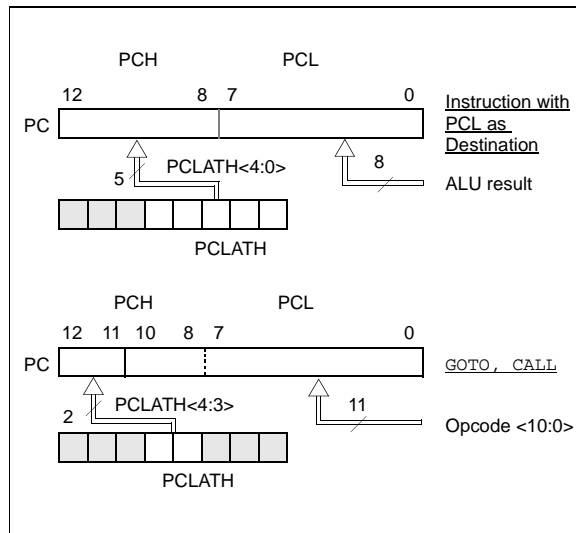 PCH PCL
12 8 7 0
PC
Instruction with
PCL as
Destination
5 PCLATH<4:0> 8
ALU result
PCLATH
PCH PCL
12 11 10 8 7 0
PC
GOTO, CALL
2 PCLATH<4:3> 11
Opcode <10:0>
PCLATH